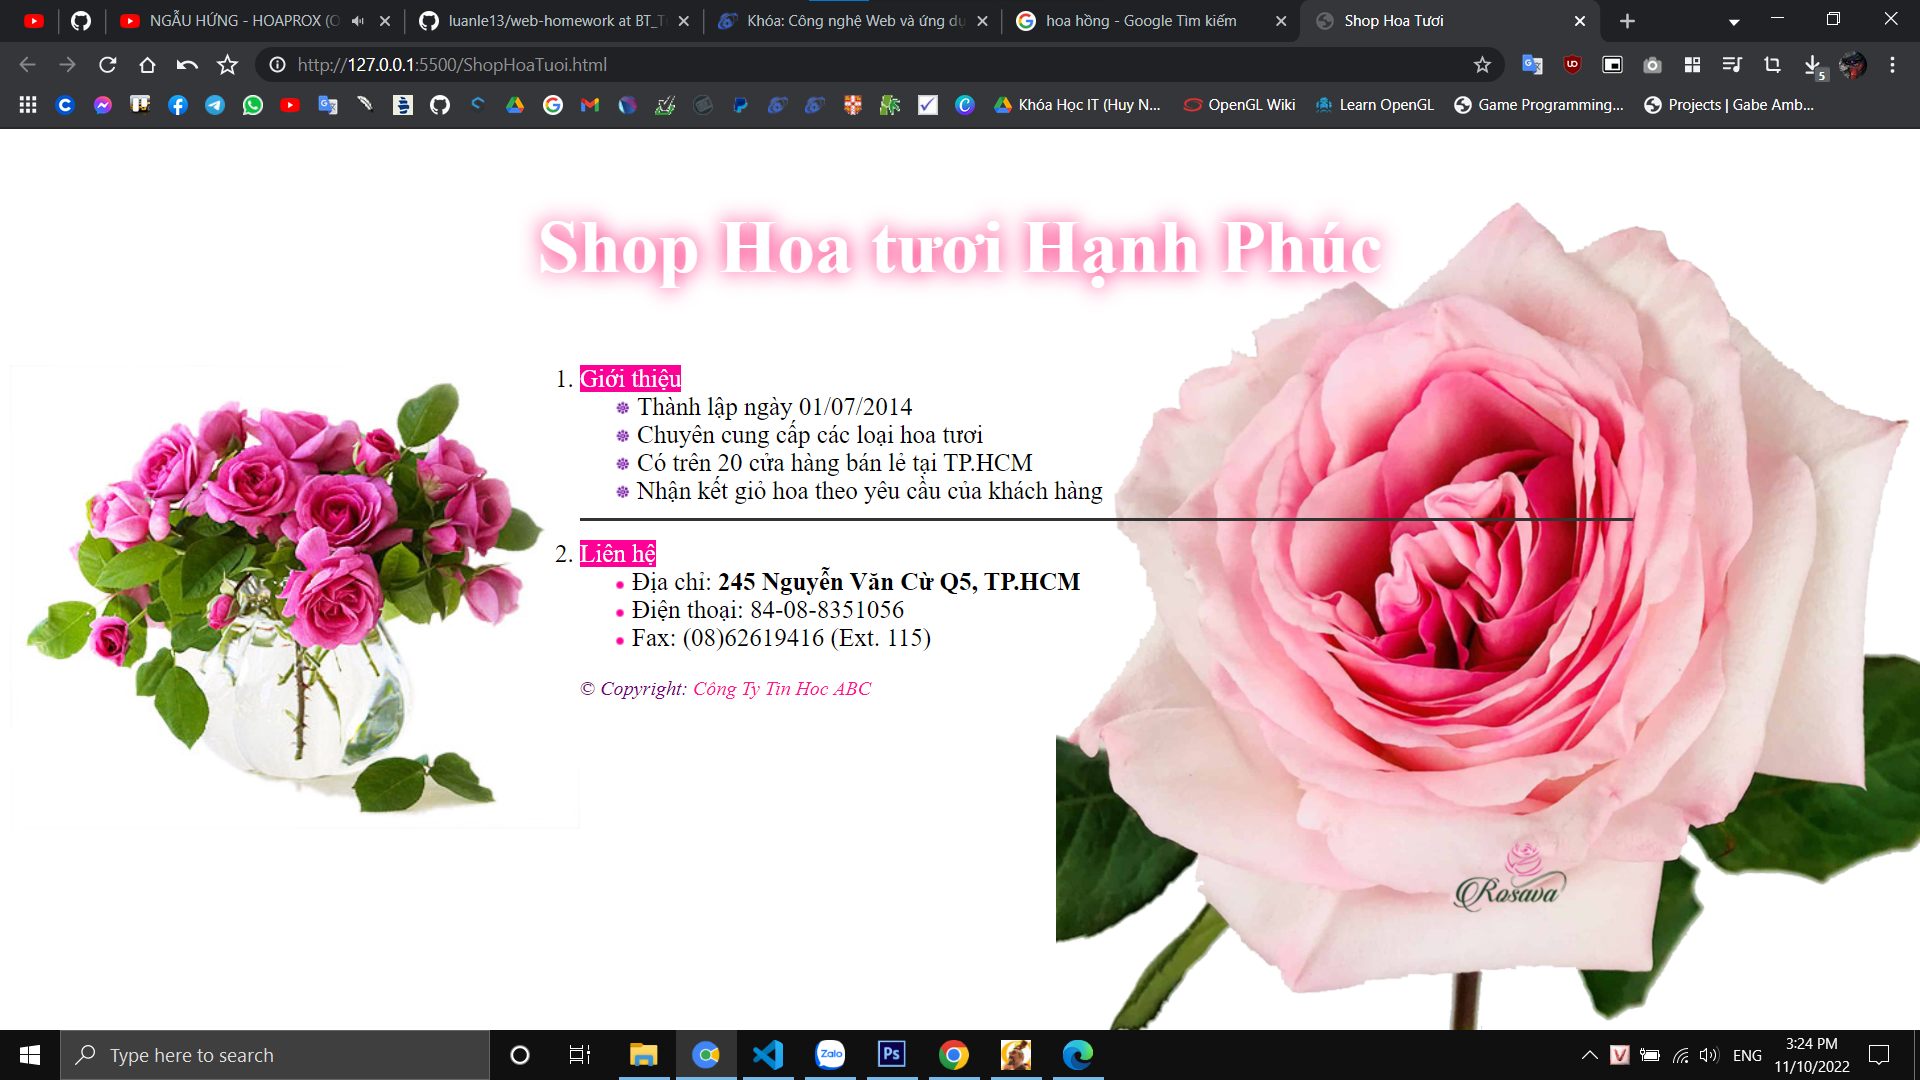 NGẪU HỨNG - HOAPROX (O
luanle13/web-homework at BT_T
Khóa: Công nghệ Web và ứng dụ
hoa hồng - Google Tìm kiếm
Shop Hoa Tươi
http://127.0.0.1:5500/ShopHoaTuoi.html
5
Khóa Học IT (Huy N...
OpenGL Wiki
Learn OpenGL
Game Programming...
Projects | Gabe Amb...
Shop Hoa tươi Hạnh Phúc
1. Giới thiệu
Thành lập ngày 01/07/2014
Chuyên cung cấp các loại hoa tươi
Có trên 20 cửa hàng bán lẻ tại TP.HCM
Nhận kết giỏ hoa theo yêu cầu của khách hàng
2. Liên hệ
Địa chỉ: 245 Nguyễn Văn Cừ Q5, TP.HCM
Điện thoại: 84-08-8351056
Fax: (08)62619416 (Ext. 115)
© Copyright: Công Ty Tin Học ABC
Rosava
Type here to search
Zalo
Ps
ENG
3:24 PM
11/10/2022